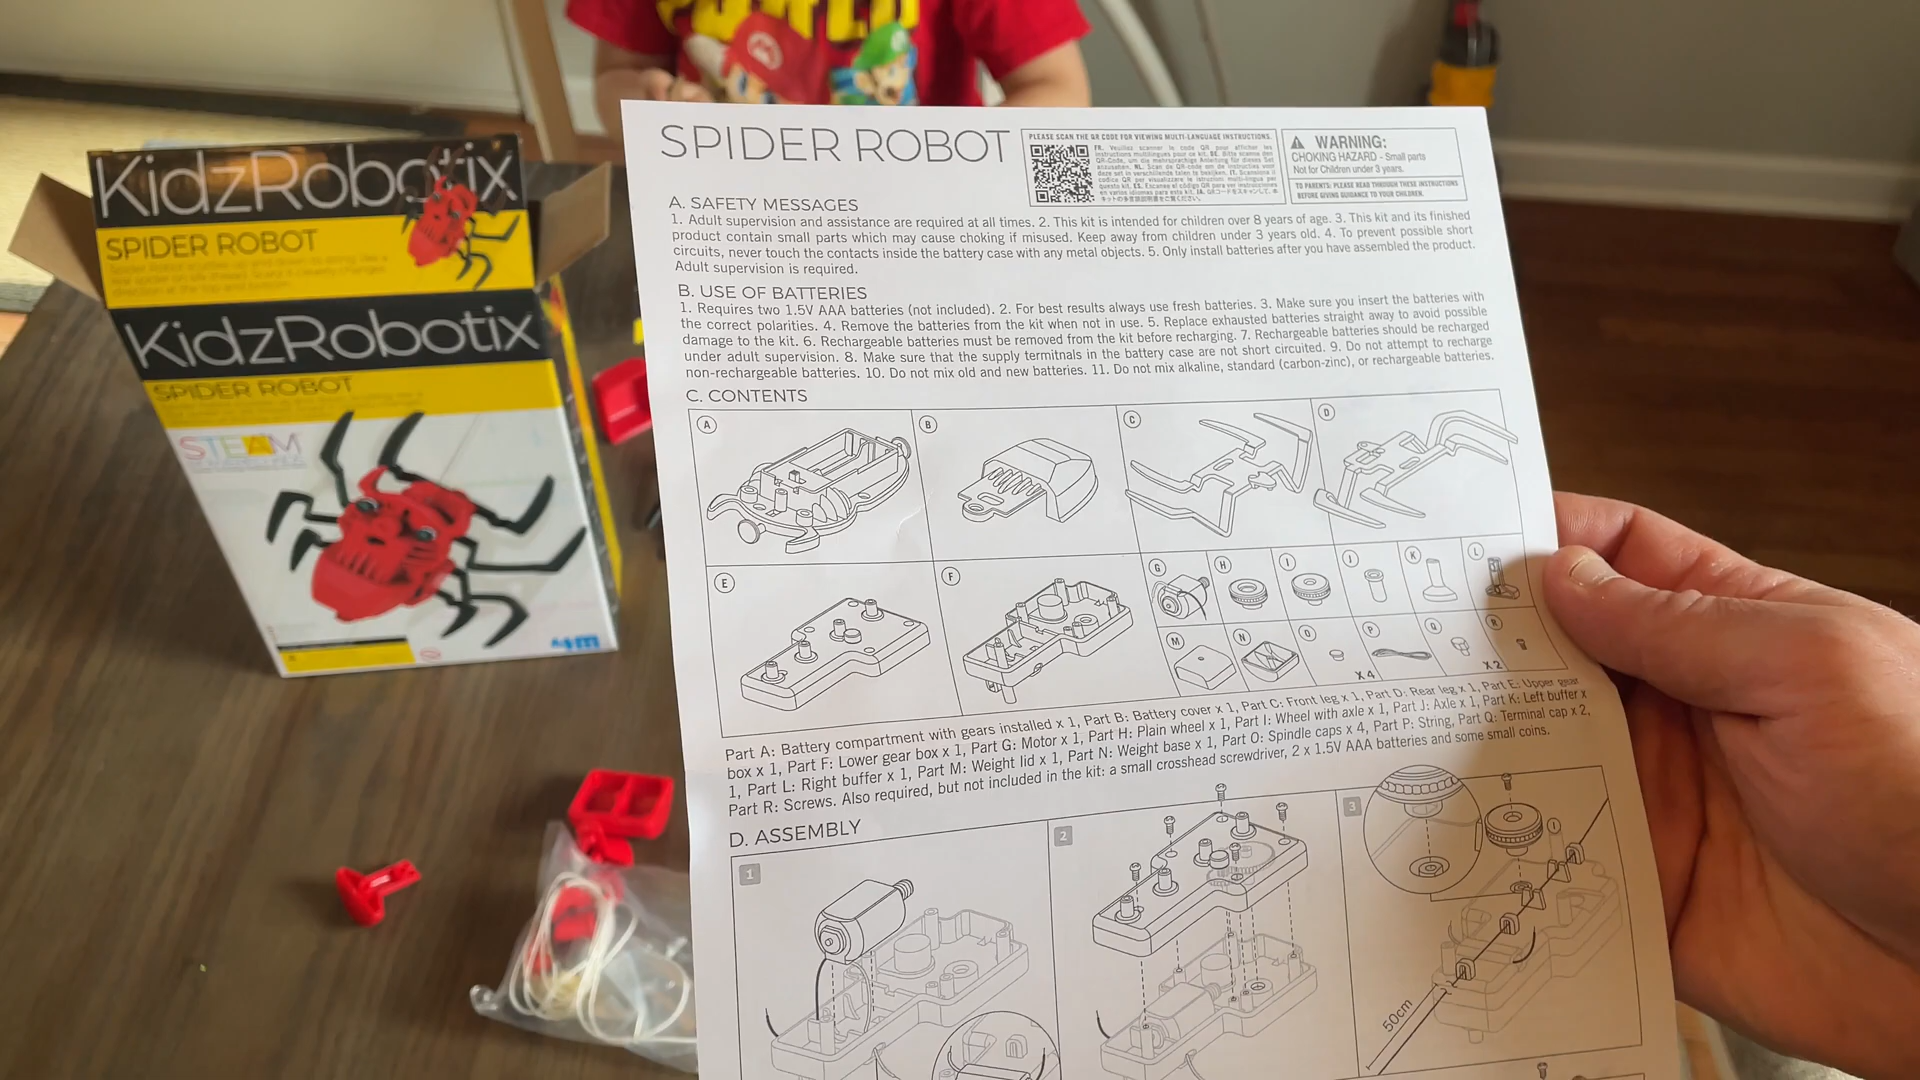 POWER
KidzRobotix
SPIDER ROBOT
KidzRobotix
SPIDER ROBOT
STEAM
4M
SPIDER ROBOT
PLEASE SCAN THE QR CODE FOR VIEWING MULTI-LANGUAGE INSTRUCTIONS.
WARNING:
CHOKING HAZARD - Small parts
Not for Children under 3 years.
TO PARENTS: PLEASE READ THROUGH THESE INSTRUCTIONS
BEFORE GIVING GUIDANCE TO YOUR CHILDREN.
A. SAFETY MESSAGES
1. Adult supervision and assistance are required at all times. 2. This kit is intended for children over 8 years of age. 3. This kit and its finished
product contain small parts which may cause choking if misused. Keep away from children under 3 years old. 4. To prevent possible short
circuits, never touch the contacts inside the battery case with any metal objects. 5. Only install batteries after you have assembled the product.
Adult supervision is required.
B. USE OF BATTERIES
1. Requires two 1.5V AAA batteries (not included). 2. For best results always use fresh batteries. 3. Make sure you insert the batteries with
the correct polarities. 4. Remove the batteries from the kit when not in use. 5. Replace exhausted batteries straight away to avoid possible
damage to the kit. 6. Rechargeable batteries must be removed from the kit before recharging. 7. Rechargeable batteries should be recharged
under adult supervision. 8. Make sure that the supply termitnals in the battery case are not short circuited. 9. Do not attempt to recharge
non-rechargeable batteries. 10. Do not mix old and new batteries. 11. Do not mix alkaline, standard (carbon-zinc), or rechargeable batteries.
C. CONTENTS
A
B
C
D
E
F
G
H
I
J
K
L
M
N
O
P
Q
R
X 4
X 2
Part A: Battery compartment with gears installed x 1, Part B: Battery cover x 1, Part C: Front leg x 1, Part D: Rear leg x 1, Part E: Upper gear
box x 1, Part F: Lower gear box x 1, Part G: Motor x 1, Part H: Plain wheel x 1, Part I: Wheel with axle x 1, Part J: Axle x 1, Part K: Left buffer x
1, Part L: Right buffer x 1, Part M: Weight lid x 1, Part N: Weight base x 1, Part O: Spindle caps x 4, Part P: String, Part Q: Terminal cap x 2,
Part R: Screws. Also required, but not included in the kit: a small crosshead screwdriver, 2 x 1.5V AAA batteries and some small coins.
D. ASSEMBLY
1
2
3
I
50cm